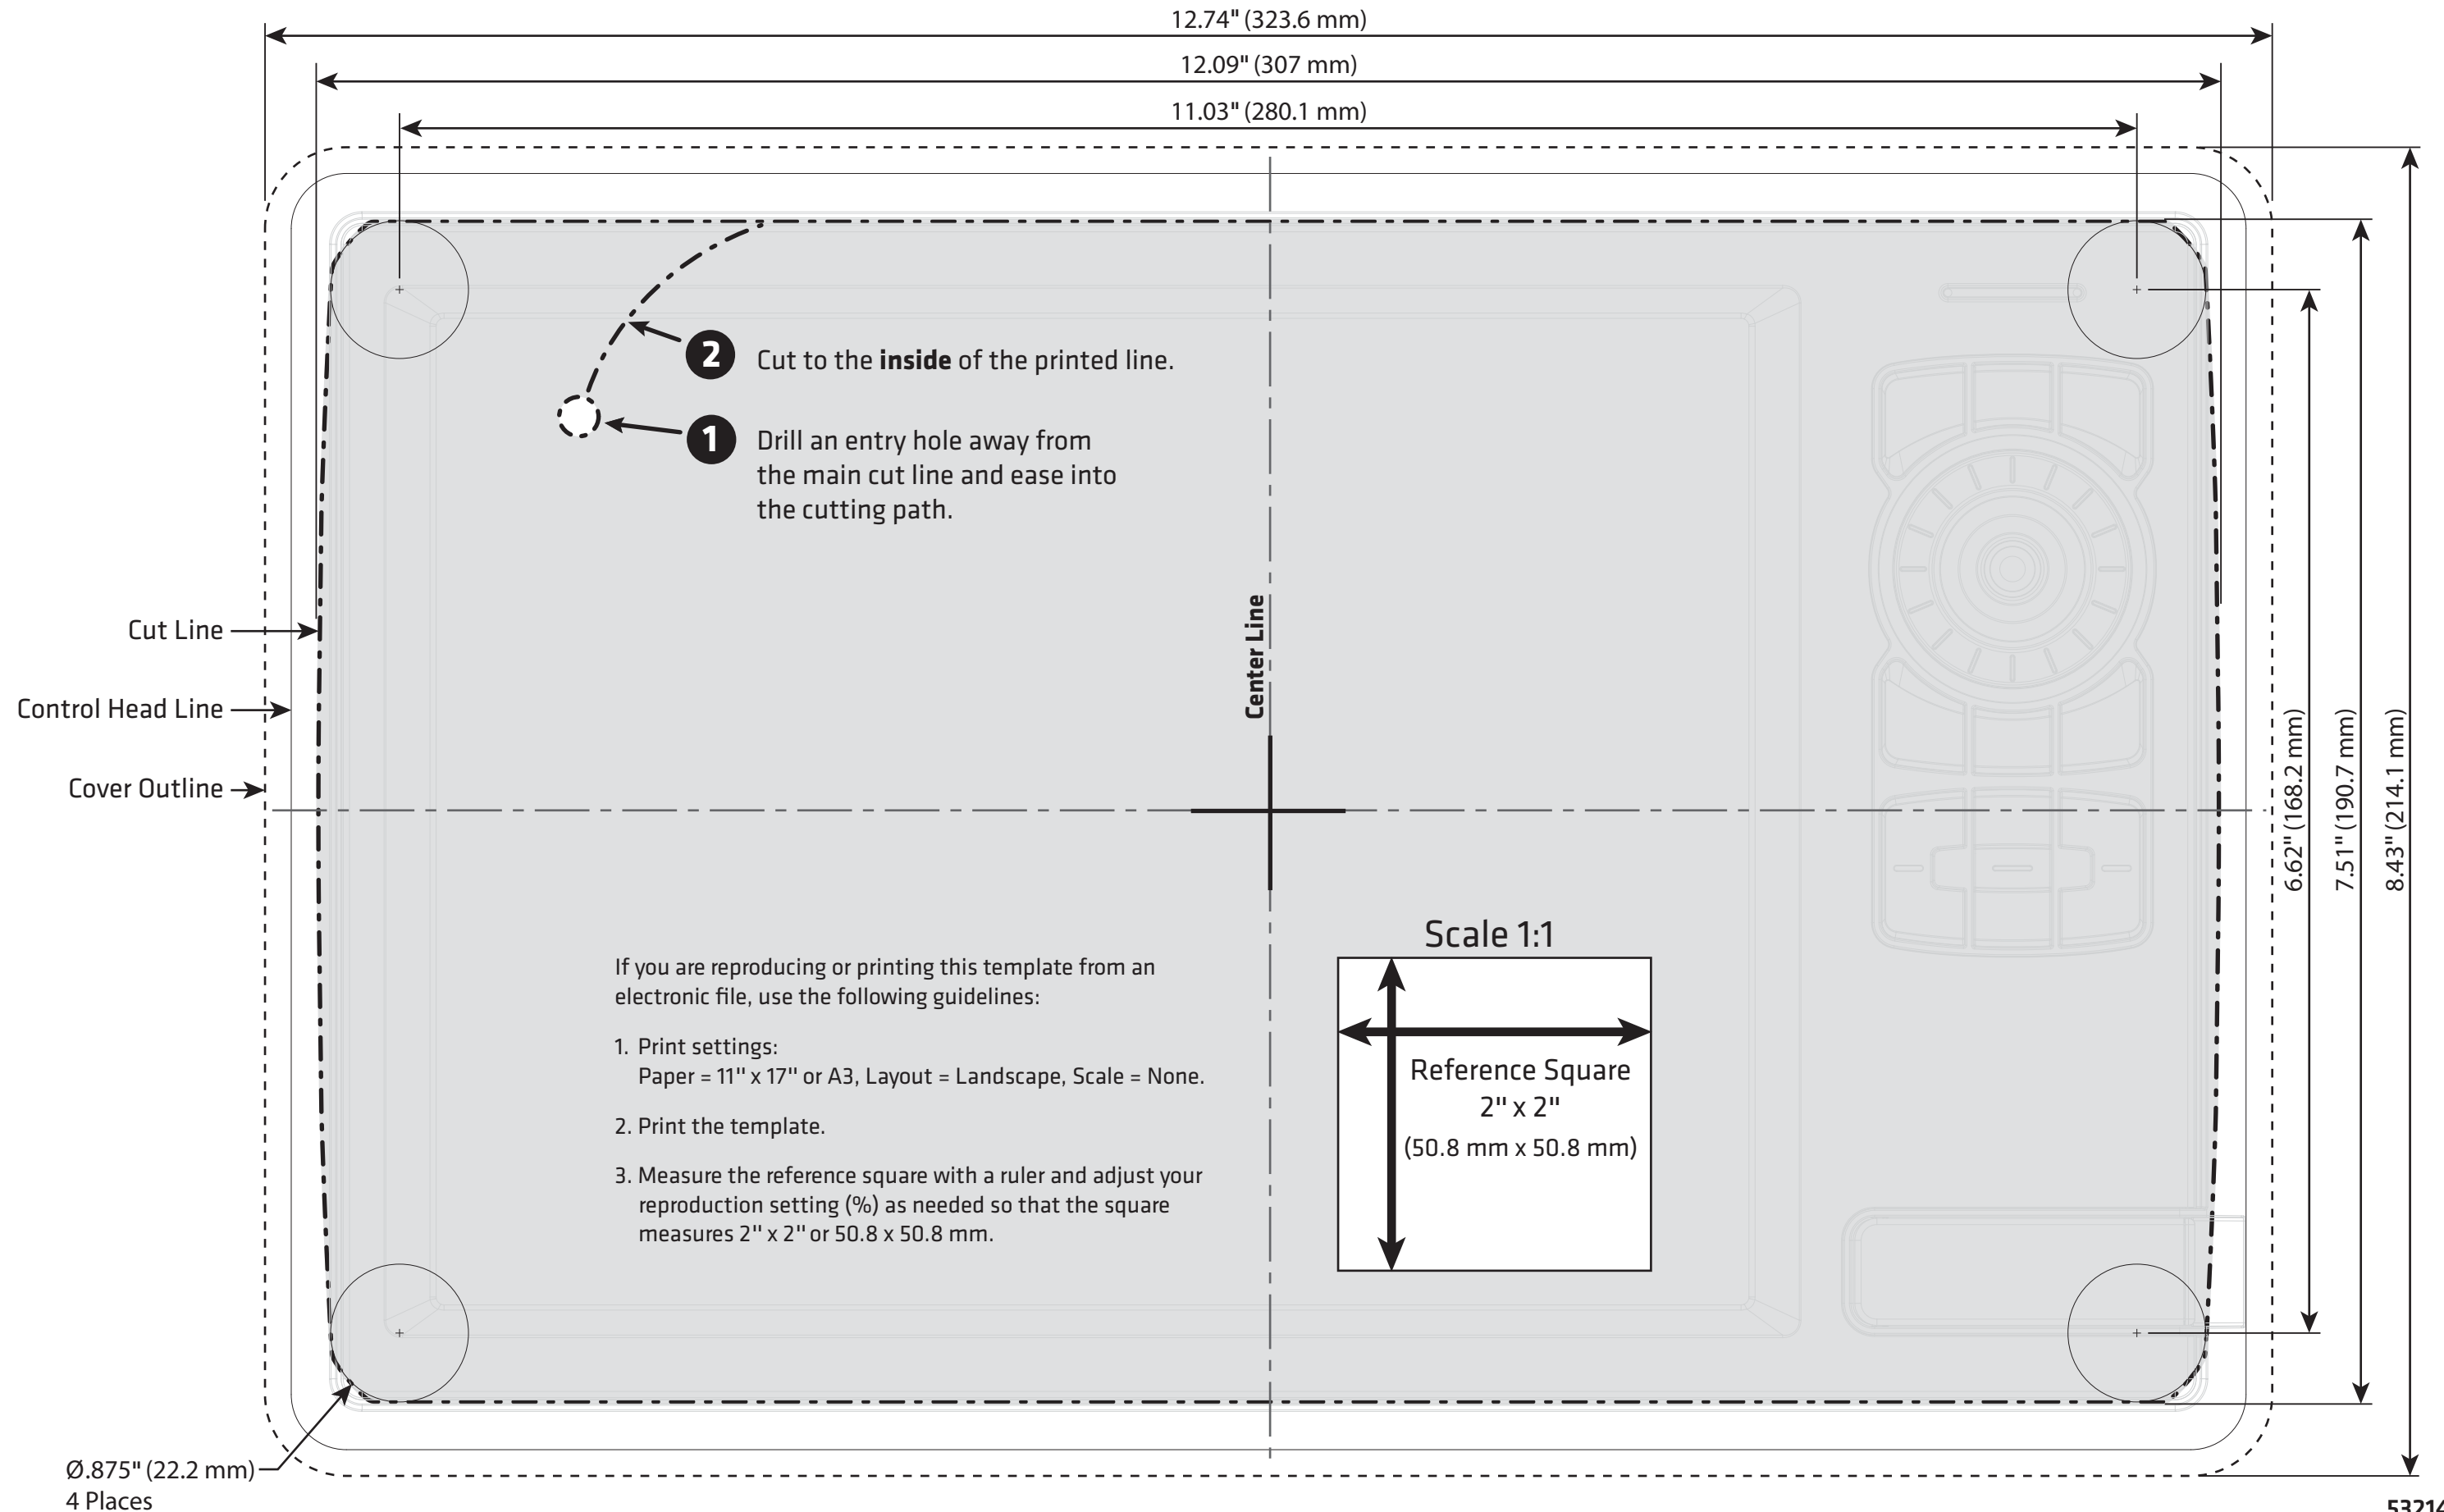 12.74" (323.6 mm)
12.09" (307 mm)
11.03" (280.1 mm)
2 Cut to the inside of the printed line.
1 Drill an entry hole away from
the main cut line and ease into
the cutting path.
Center Line
Cut Line
Control Head Line
Cover Outline
6.62" (168.2 mm)
7.51" (190.7 mm)
8.43" (214.1 mm)
If you are reproducing or printing this template from an
electronic file, use the following guidelines:
1. Print settings:
Paper = 11" x 17" or A3, Layout = Landscape, Scale = None.
2. Print the template.
3. Measure the reference square with a ruler and adjust your
reproduction setting (%) as needed so that the square
measures 2" x 2" or 50.8 x 50.8 mm.
Scale 1:1
Reference Square
2" x 2"
(50.8 mm x 50.8 mm)
Ø.875" (22.2 mm)
4 Places